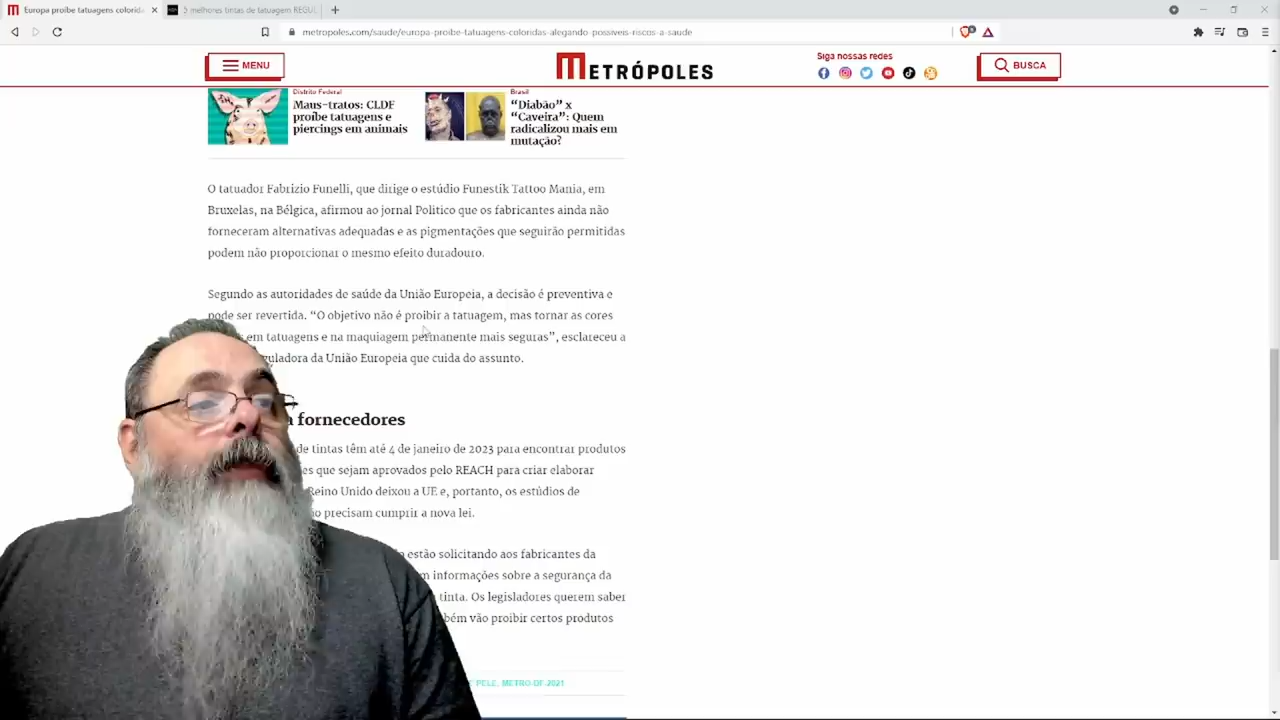 Europa proíbe tatuagens colorida
5 melhores tintas de tatuagem REGUL
metropoles.com/saude/europa-proibe-tatuagens-coloridas-alegando-possiveis-riscos-a-saude
MENU
METRÓPOLES
Siga nossas redes
BUSCA
Distrito Federal
Maus-tratos: CLDF
proíbe tatuagens e
piercings em animais
Brasil
“Diabão” x
“Caveira”: Quem
radicalizou mais em
mutação?
O tatuador Fabrizio Funelli, que dirige o estúdio Funestik Tattoo Mania, em
Bruxelas, na Bélgica, afirmou ao jornal Politico que os fabricantes ainda não
forneceram alternativas adequadas e as pigmentações que seguirão permitidas
podem não proporcionar o mesmo efeito duradouro.
Segundo as autoridades de saúde da União Europeia, a decisão é preventiva e
pode ser revertida. “O objetivo não é proibir a tatuagem, mas tornar as cores
em tatuagens e na maquiagem permanente mais seguras”, esclareceu a
guladora da União Europeia que cuida do assunto.
a fornecedores
de tintas têm até 4 de janeiro de 2023 para encontrar produtos
es que sejam aprovados pelo REACH para criar elaborar
Reino Unido deixou a UE e, portanto, os estúdios de
precisam cumprir a nova lei.
estão solicitando aos fabricantes da
m informações sobre a segurança da
tinta. Os legisladores querem saber
bém vão proibir certos produtos
PELE, METRO DE 2021